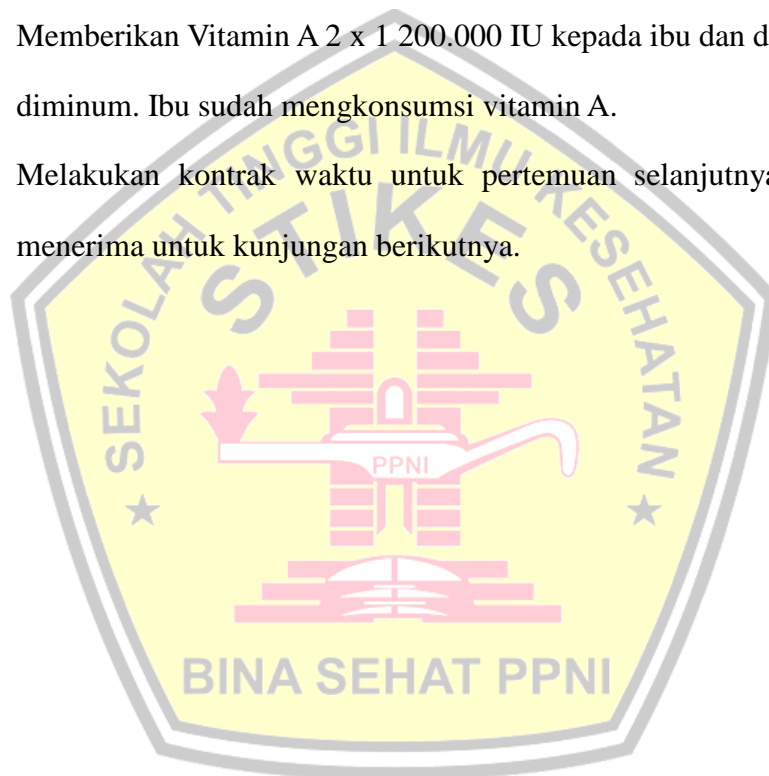 Memberikan Vitamin A 2 x 1 200.000 IU kepada ibu dan d
diminum. Ibu sudah mengkonsumsi vitamin A.
Melakukan kontrak waktu untuk pertemuan selanjutnya
menerima untuk kunjungan berikutnya.
SEKOLAH TINGGI ILMU KESEHATAN
STIKES
PPNI
BINA SEHAT PPNI